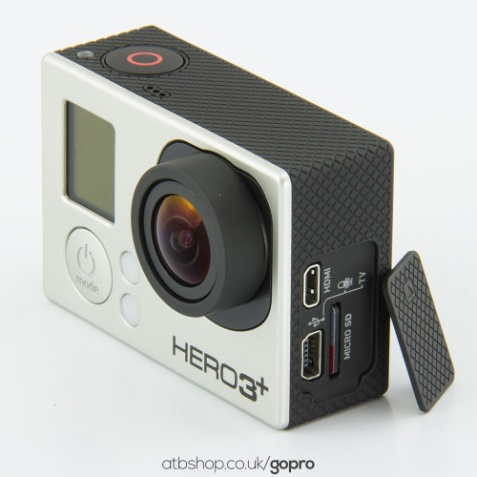 mode
HERO3+
HDMI
TV
MICRO SD
atbshop.co.uk/gopro